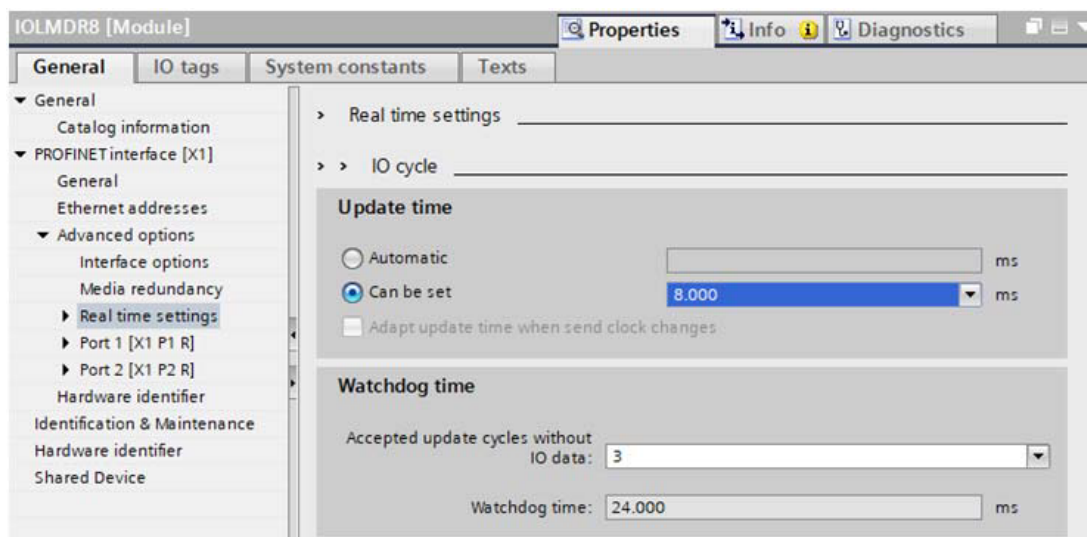 IOLMDR8 [Module]
Properties
Info
Diagnostics
General
IO tags
System constants
Texts
General
Catalog information
PROFINET interface [X1]
General
Ethernet addresses
Advanced options
Interface options
Media redundancy
Real time settings
Port 1 [X1 P1 R]
Port 2 [X1 P2 R]
Hardware identifier
Identification & Maintenance
Hardware identifier
Shared Device
Real time settings
IO cycle
Update time
Automatic
ms
Can be set
8.000
ms
Adapt update time when send clock changes
Watchdog time
Accepted update cycles without
IO data:
3
Watchdog time:
24.000
ms